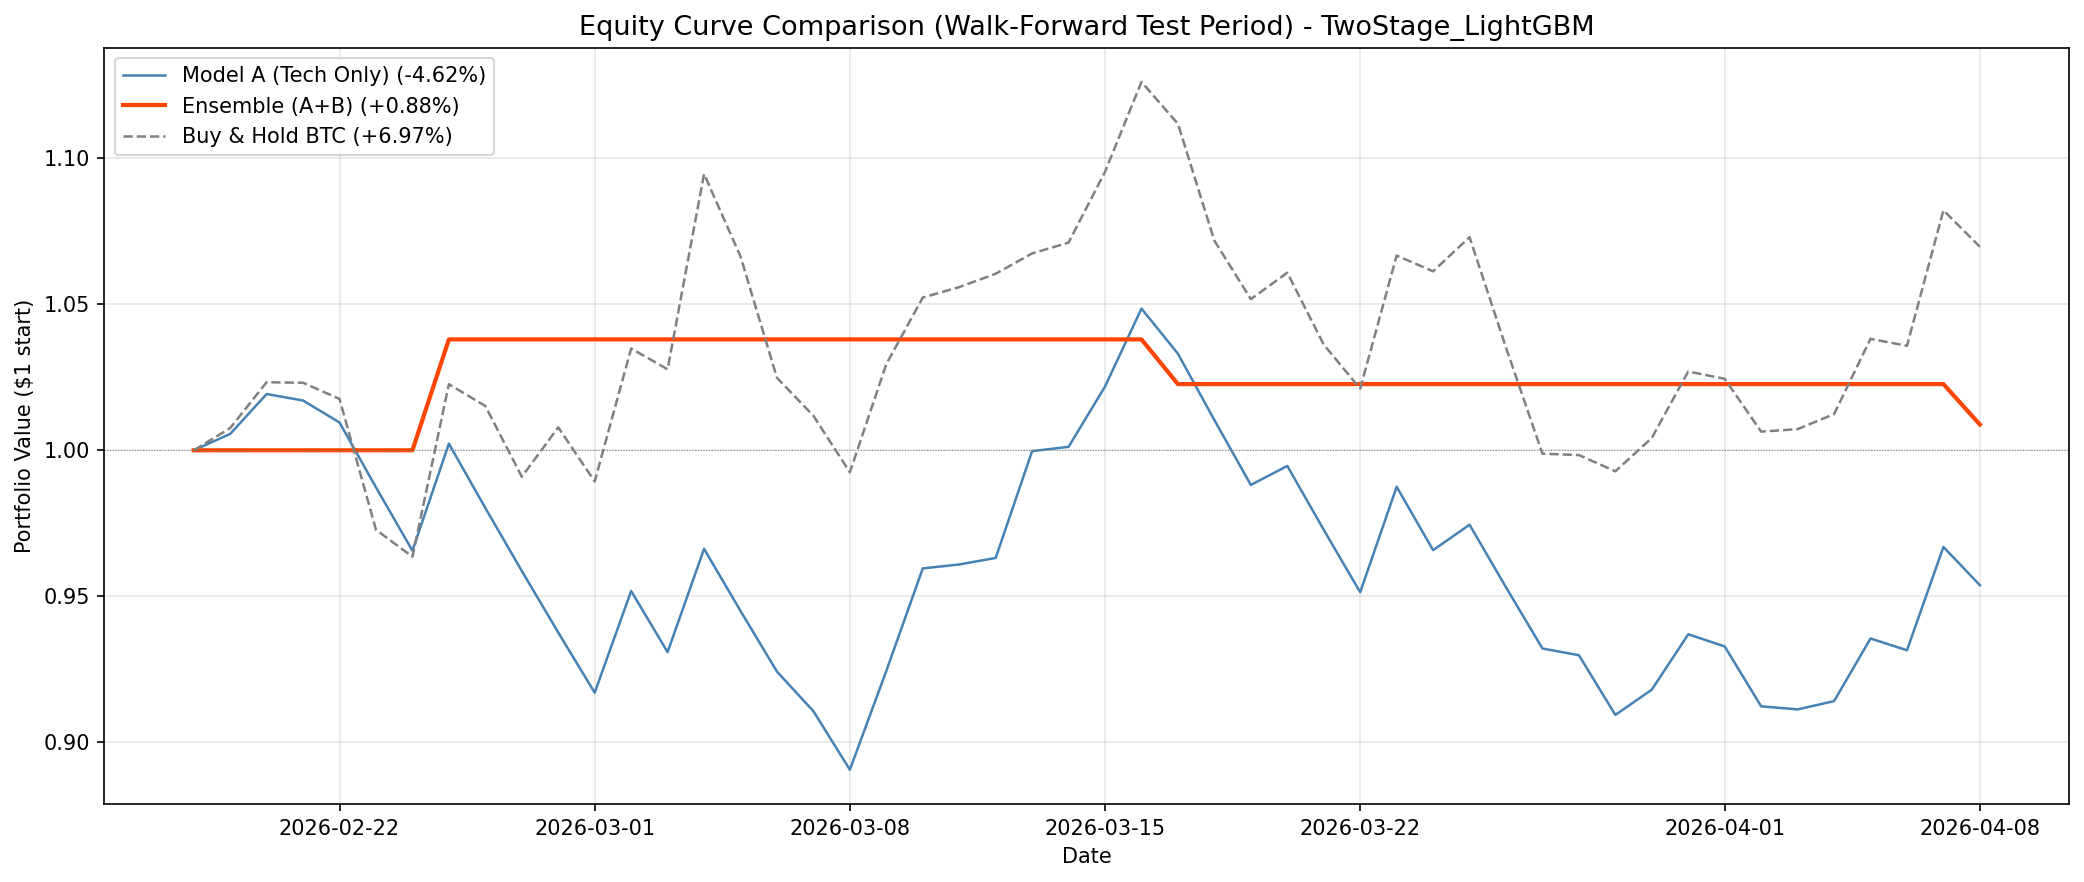 Equity Curve Comparison (Walk-Forward Test Period) - TwoStage_LightGBM
Model A (Tech Only) (-4.62%)
Ensemble (A+B) (+0.88%)
Buy & Hold BTC (+6.97%)
Portfolio Value ($1 start)
1.10
1.05
1.00
0.95
0.90
2026-02-22
2026-03-01
2026-03-08
2026-03-15
2026-03-22
2026-04-01
2026-04-08
Date